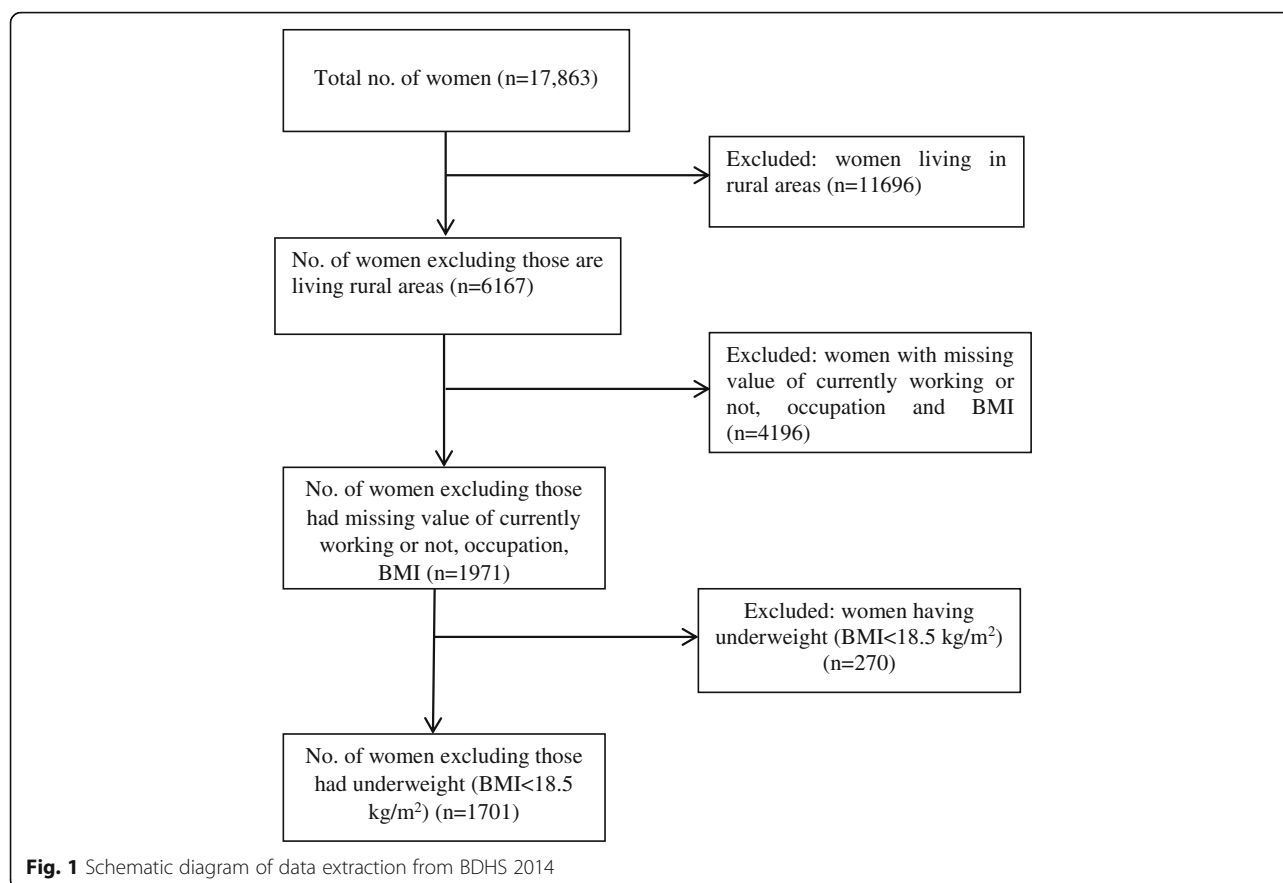 Total no. of women (n=17,863)
Excluded: women living in
rural areas (n=11696)
No. of women excluding those are
living rural areas (n=6167)
Excluded: women with missing
value of currently working or
not, occupation and BMI
(n=4196)
No. of women excluding those
had missing value of currently
working or not, occupation,
BMI (n=1971)
Excluded: women having
underweight (BMI<18.5 kg/m²)
(n=270)
No. of women excluding those
had underweight (BMI<18.5
kg/m²) (n=1701)
Fig. 1 Schematic diagram of data extraction from BDHS 2014